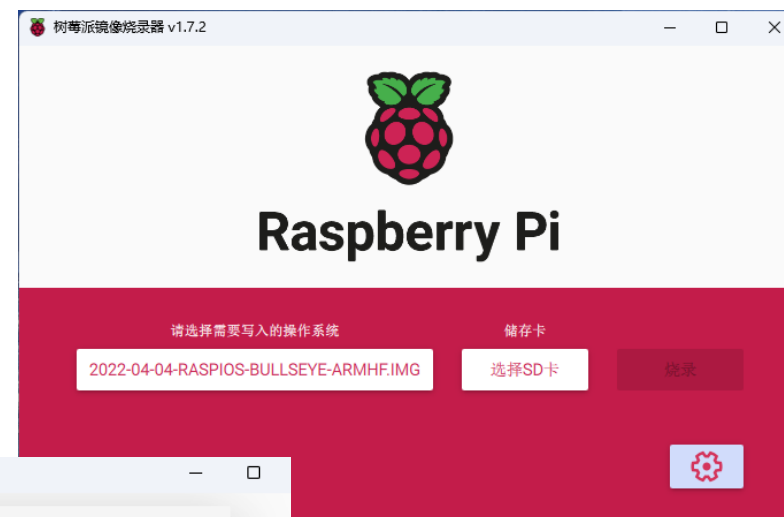 树莓派镜像烧录器 v1.7.2
Raspberry Pi
请选择需要写入的操作系统
储存卡
2022-04-04-RASPIOS-BULLSEYE-ARMHF.IMG
选择SD卡
烧录